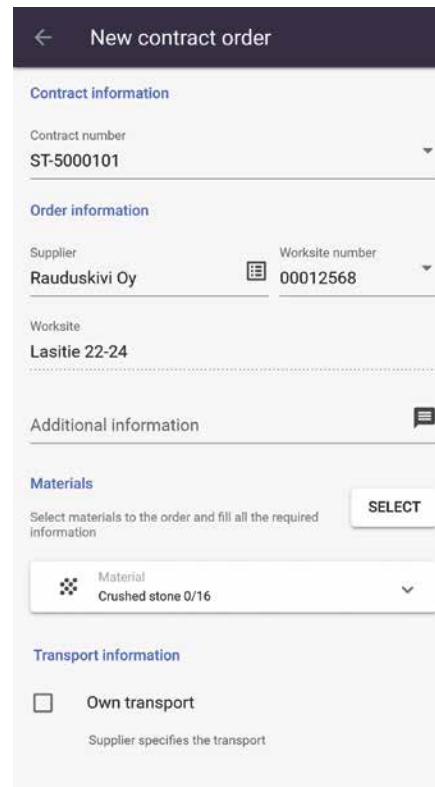 New contract order
Contract information
Contract number
ST-5000101
Order information
Supplier
Rauduskivi Oy
Worksite number
00012568
Worksite
Lasitie 22-24
Additional information
Materials
Select materials to the order and fill all the required
information
SELECT
Material
Crushed stone 0/16
Transport information
Own transport
Supplier specifies the transport